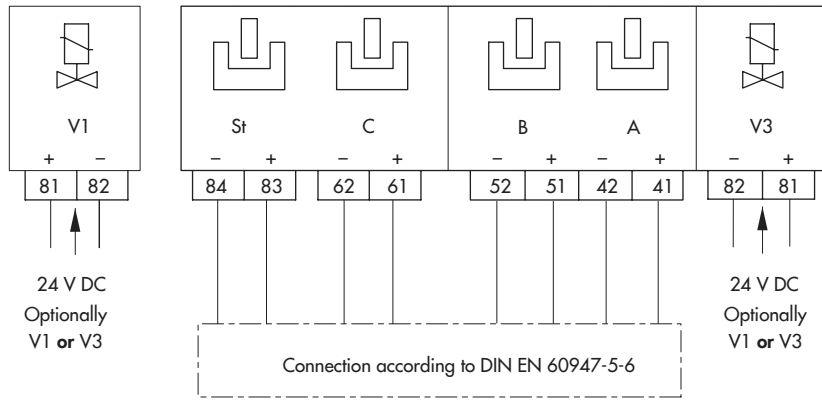 V1 St C B A V3
+ − − + − + − + − + − +
81 82 84 83 62 61 52 51 42 41 82 81
24 V DC
Optionally
V1 or V3
24 V DC
Optionally
V1 or V3
Connection according to DIN EN 60947-5-6